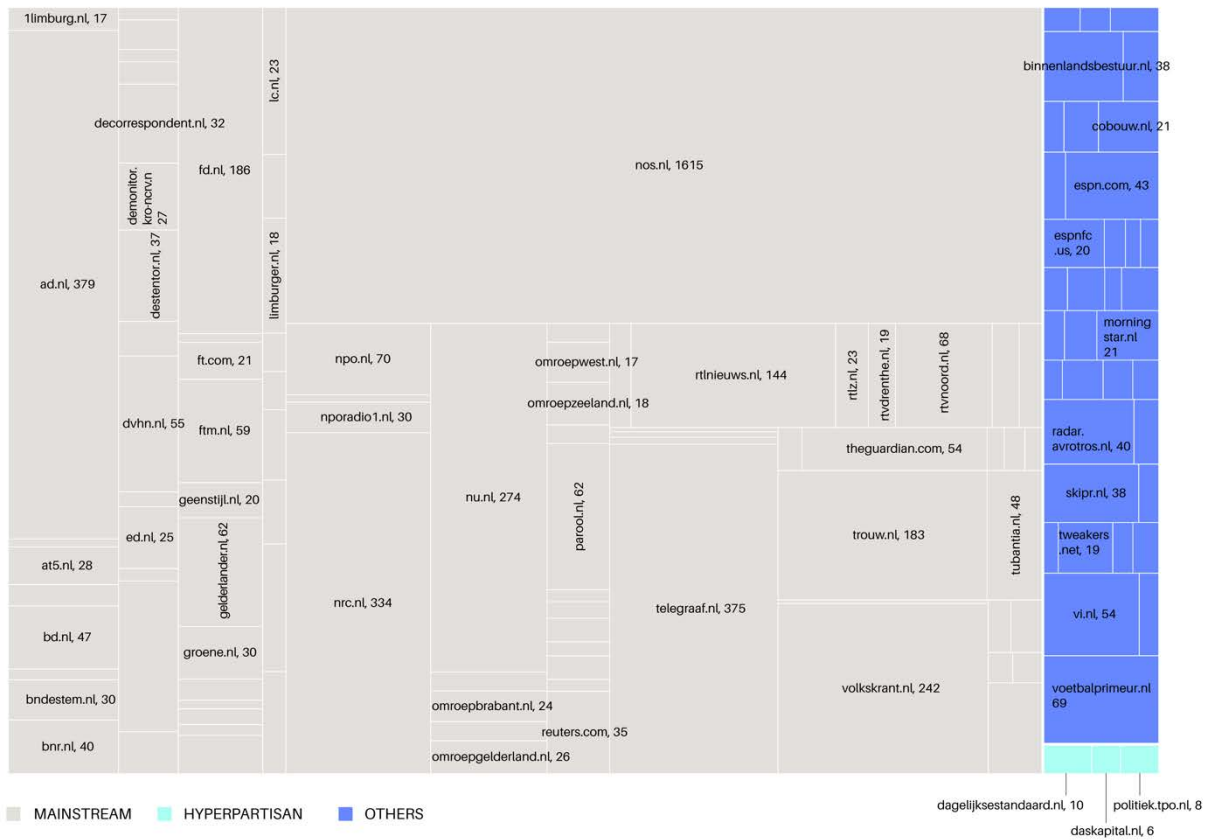 1limburg.nl, 17
ad.nl, 379
at5.nl, 28
bd.nl, 47
bndestem.nl, 30
bnr.nl, 40
decorrespondent.nl, 32
demonitor.
kro-ncrv.n
27
destentor.nl, 37
dvhn.nl, 55
ed.nl, 25
fd.nl, 186
ft.com, 21
ftm.nl, 59
geenstijl.nl, 20
gelderlander.nl, 62
groene.nl, 30
lc.nl, 23
limburger.nl, 18
nos.nl, 1615
npo.nl, 70
nporadio1.nl, 30
nrc.nl, 334
nu.nl, 274
omroepbrabant.nl, 24
omroepgelderland.nl, 26
omroepwest.nl, 17
omroepzeeland.nl, 18
parool.nl, 62
reuters.com, 35
rtlnieuws.nl, 144
rtlz.nl, 23
rtvdrenthe.nl, 19
rtvnoord.nl, 68
telegraaf.nl, 375
theguardian.com, 54
trouw.nl, 183
tubantia.nl, 48
volkskrant.nl, 242
binnenlandsbestuur.nl, 38
cobouw.nl, 21
espn.com, 43
espnfc
.us, 20
morning
star.nl
21
radar.
avrotros.nl, 40
skipr.nl, 38
tweakers
.net, 19
vi.nl, 54
voetbalprimeur.nl
69
dagelijksestandaard.nl, 10
politiek.tpo.nl, 8
daskapital.nl, 6
MAINSTREAM
HYPERPARTISAN
OTHERS